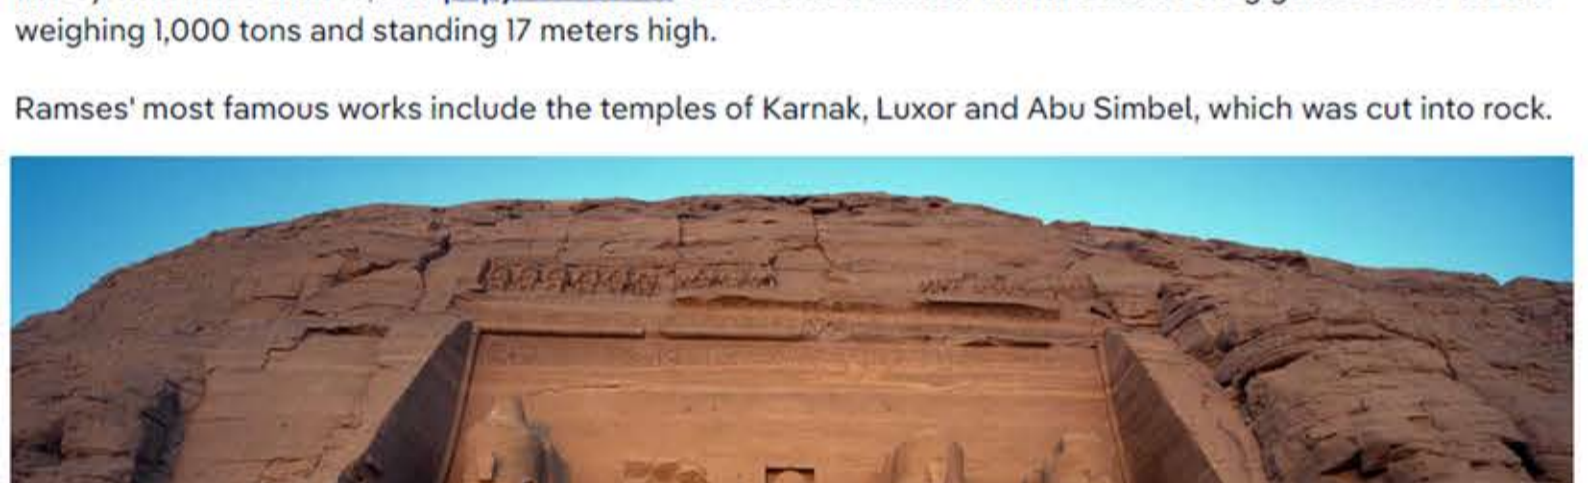 weighing 1,000 tons and standing 17 meters high.
Ramses' most famous works include the temples of Karnak, Luxor and Abu Simbel, which was cut into rock.